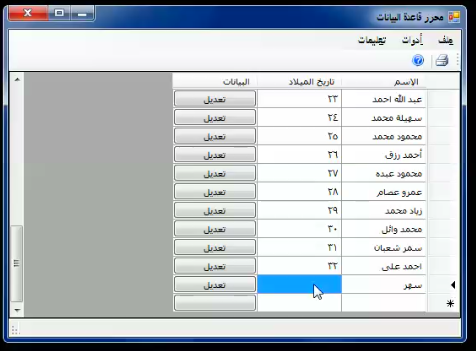 محرر قاعدة البيانات
ملف أدوات تعليمات
الاسم تاريخ الميلاد البيانات
عبد الله احمد ٢٣ تعديل
سهيلة محمد ٢٤ تعديل
محمود محمد ٢٥ تعديل
أحمد رزق ٢٦ تعديل
محمود عبده ٢٧ تعديل
عمرو عصام ٢٨ تعديل
زياد محمد ٢٩ تعديل
محمد وائل ٣٠ تعديل
سمر شعبان ٣١ تعديل
احمد على ٣٢ تعديل
سهر تعديل